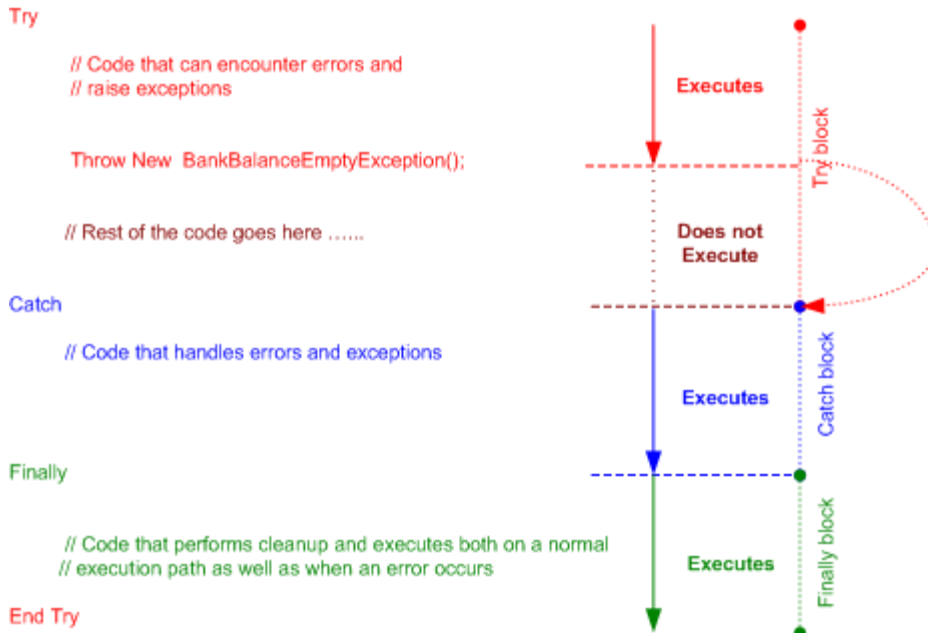 Try
// Code that can encounter errors and
// raise exceptions
Executes
Throw New  BankBalanceEmptyException();
Try block
// Rest of the code goes here ......
Does not
Execute
Catch
// Code that handles errors and exceptions
Executes
Catch block
Finally
// Code that performs cleanup and executes both on a normal
// execution path as well as when an error occurs
Executes
Finally block
End Try